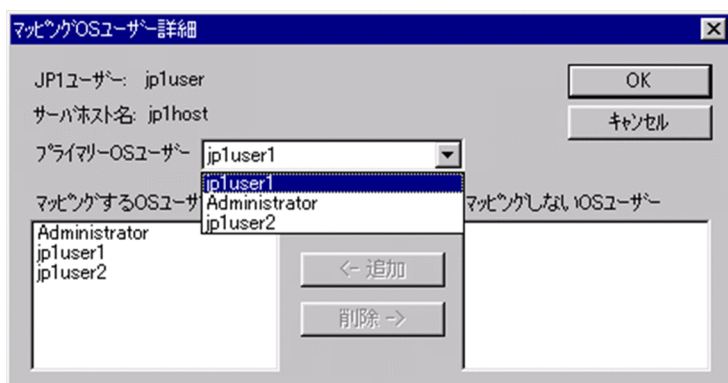 マッピングOSユーザー詳細
JP1ユーザー: jp1user
OK
サーバホスト名: jp1host
キャンセル
プライマリーOSユーザー jp1user1
jp1user1
Administrator
jp1user2
マッピングするOSユーザ
マッピングしないOSユーザー
Administrator
jp1user1
jp1user2
<- 追加
削除 ->